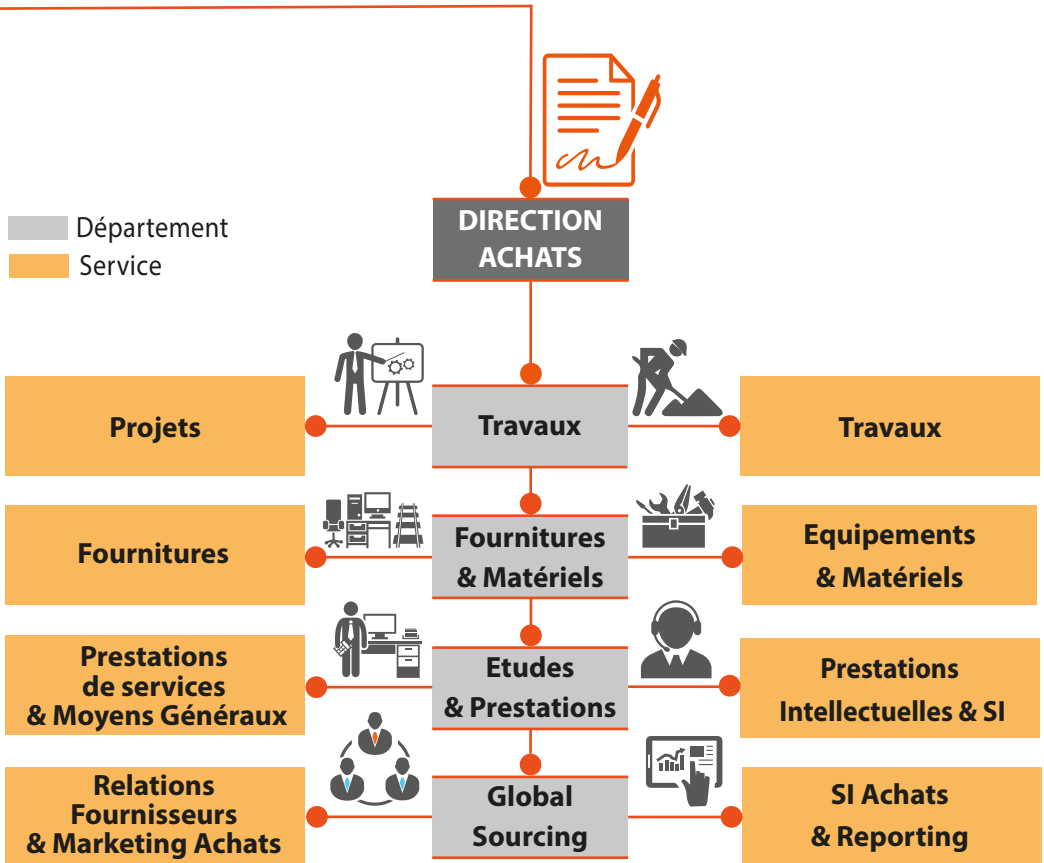 DIRECTION
ACHATS
Département
Service
Projets
Travaux
Travaux
Fournitures
Fournitures
& Matériels
Equipements
& Matériels
Prestations
de services
& Moyens Généraux
Etudes
& Prestations
Prestations
Intellectuelles & SI
Relations
Fournisseurs
& Marketing Achats
Global
Sourcing
SI Achats
& Reporting